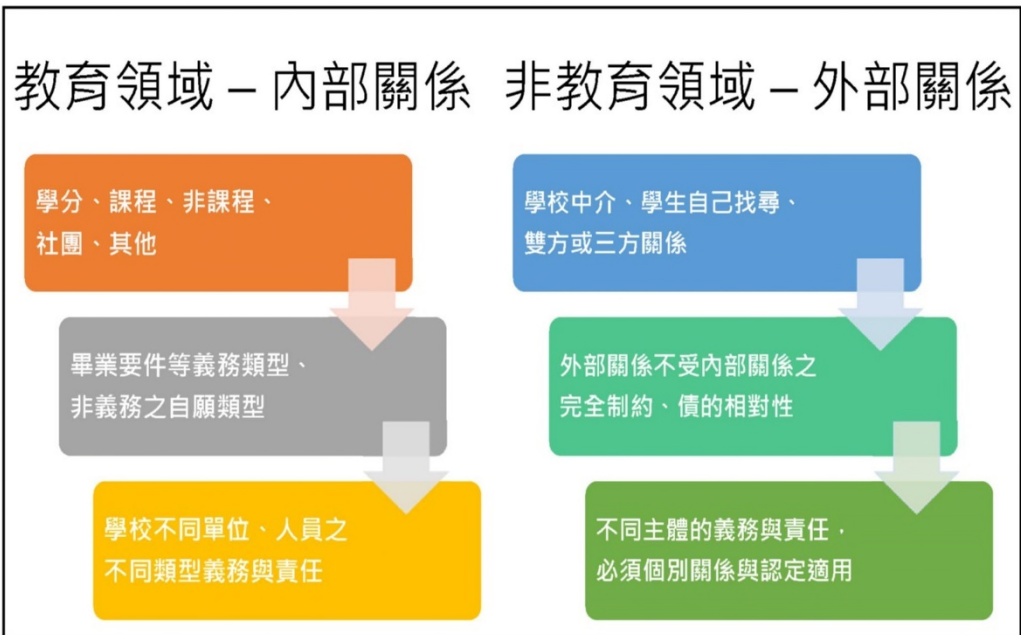 教育領域 – 內部關係
學分、課程、非課程、
社團、其他
畢業要件等義務類型、
非義務之自願類型
學校不同單位、人員之
不同類型義務與責任
非教育領域 – 外部關係
學校中介、學生自己找尋、
雙方或三方關係
外部關係不受內部關係之
完全制約、債的相對性
不同主體的義務與責任，
必須個別關係與認定適用